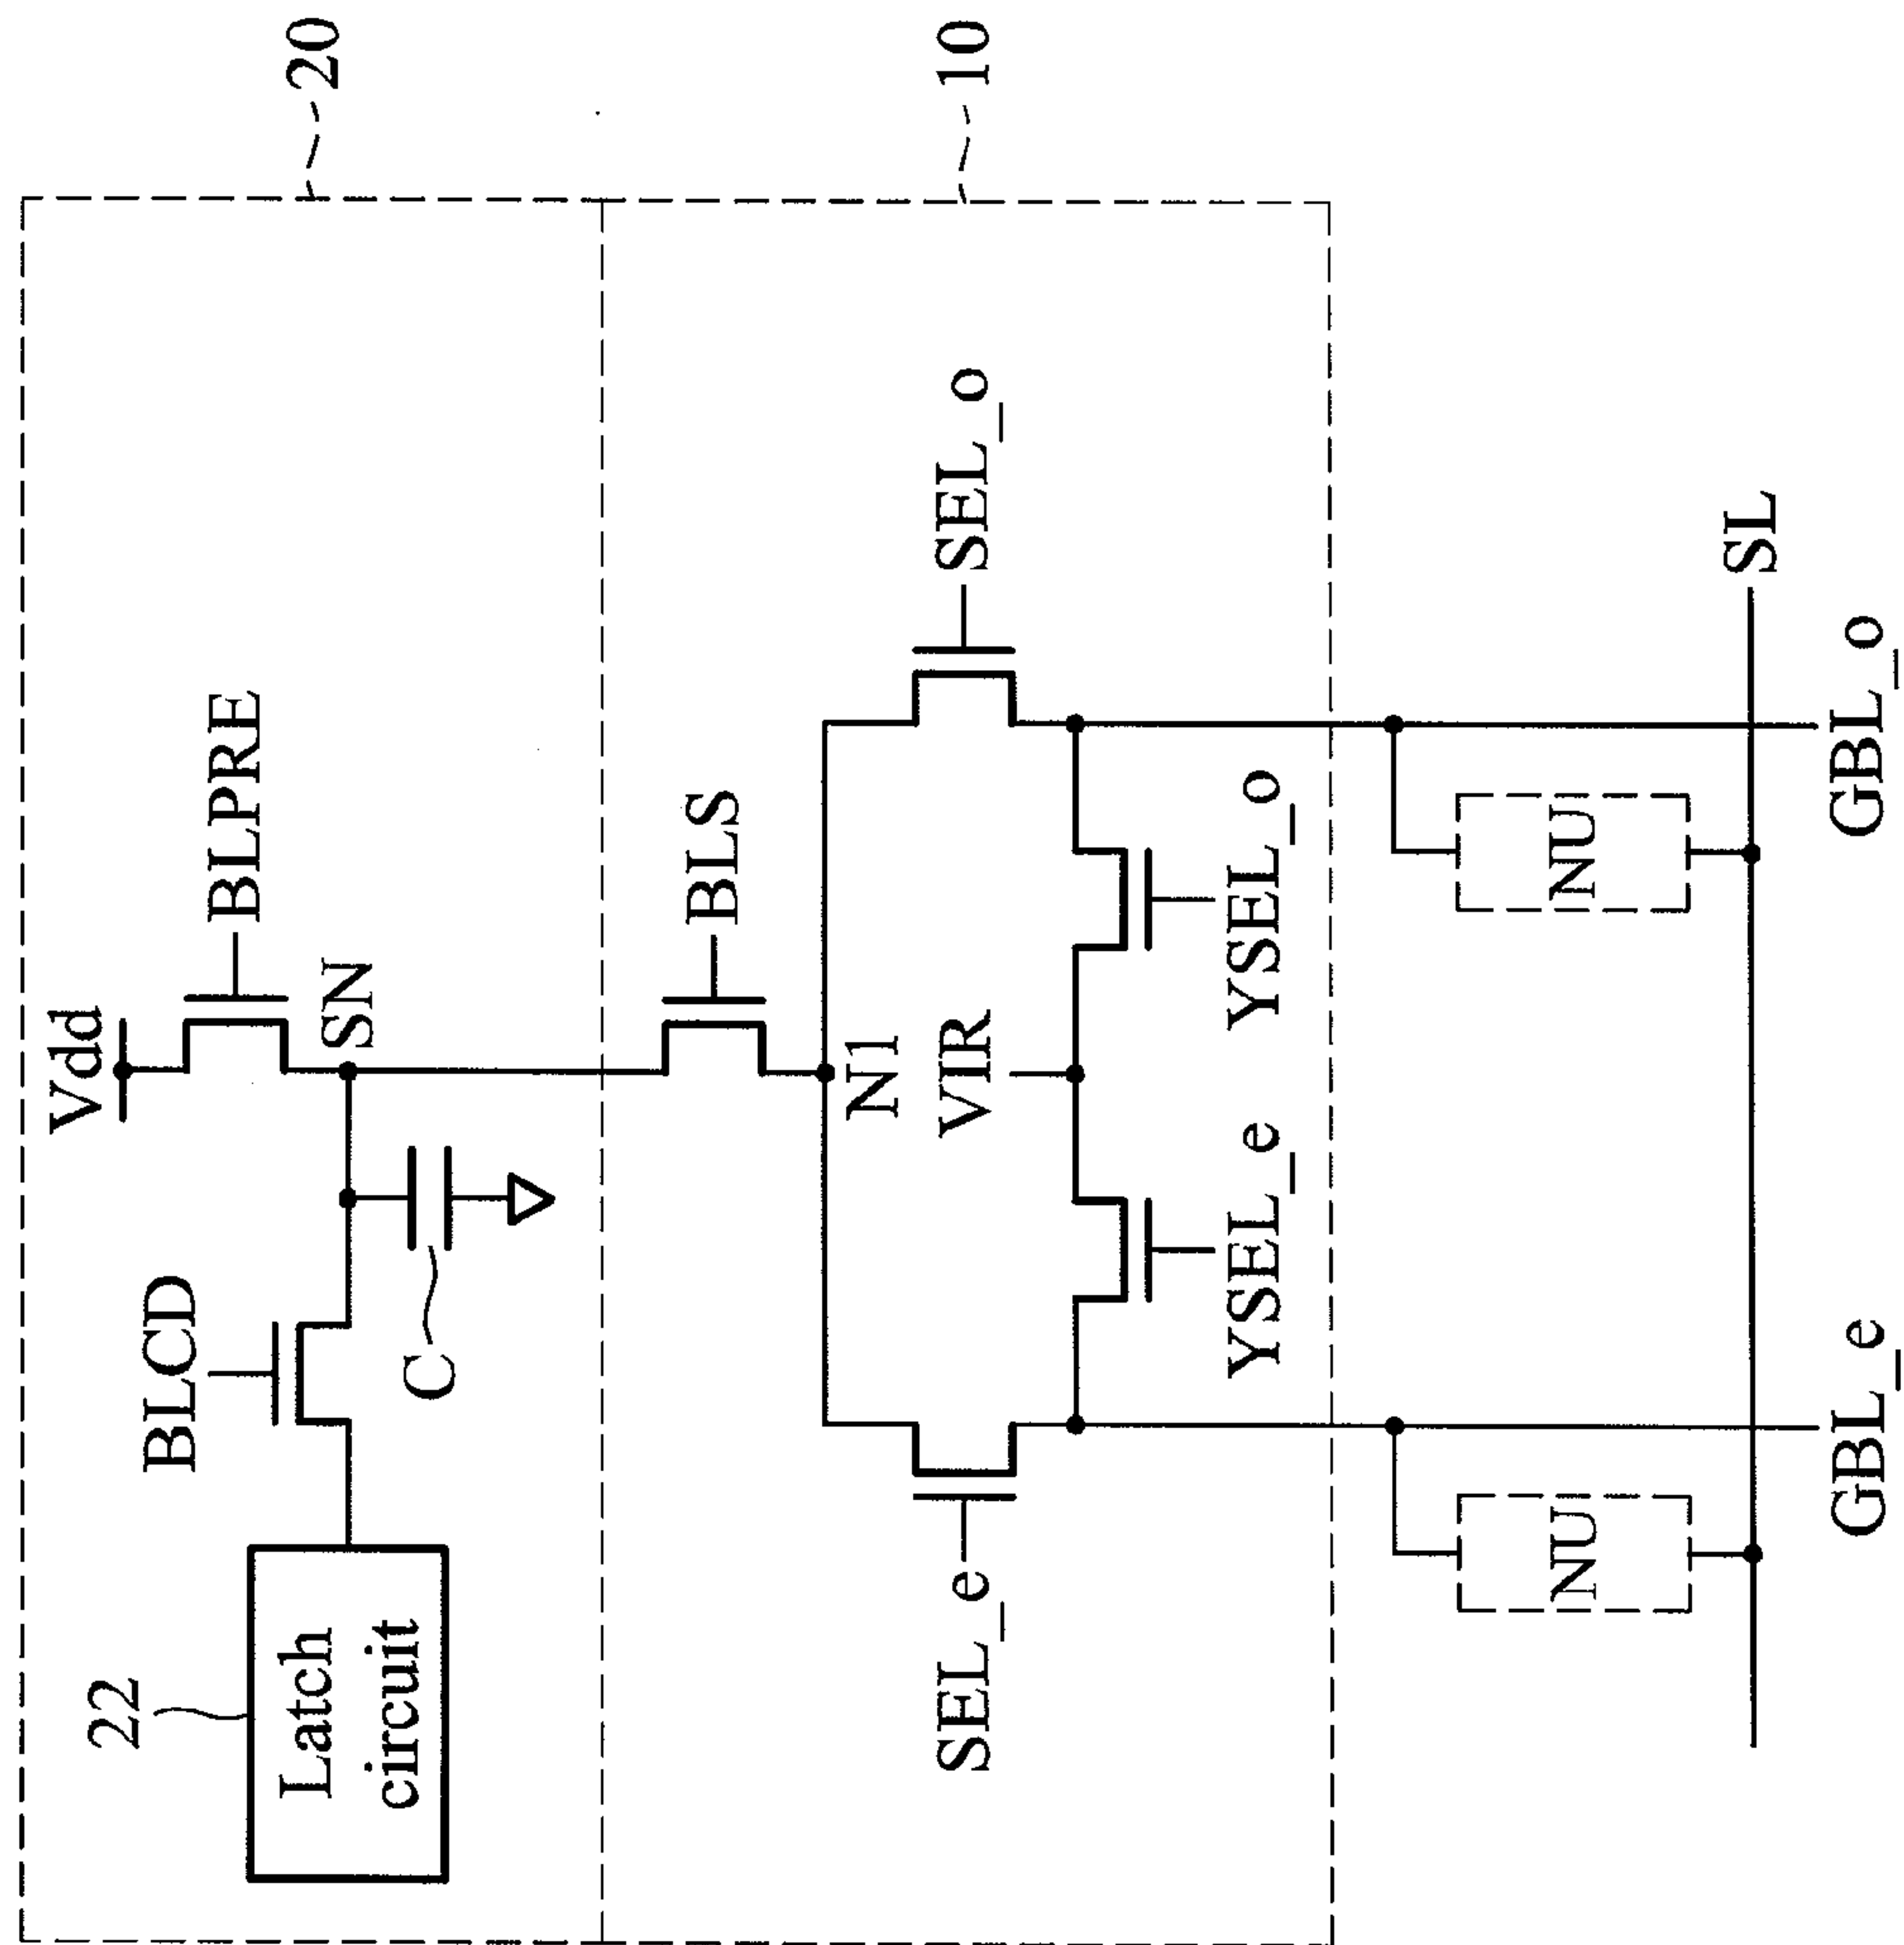 20
Vdd
BLPRE
22
BLCD
SN
Latch
circuit
C
10
BLS
N1
SEL_e
VIR
SEL_o
YSEL_e
YSEL_o
NU
NU
SL
GBL_e
GBL_o